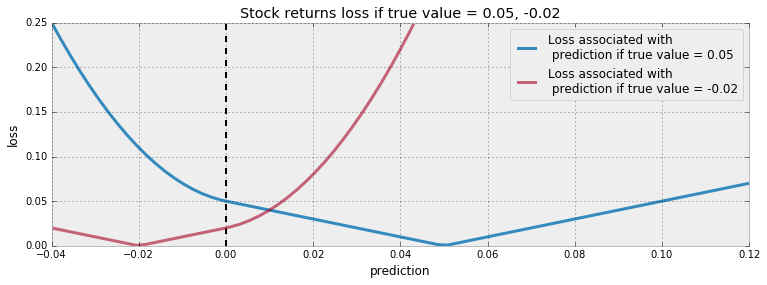 Stock returns loss if true value = 0.05, -0.02
0.25
0.20
0.15
0.10
0.05
0.00
loss
Loss associated with
prediction if true value = 0.05
Loss associated with
prediction if true value = -0.02
−0.04
−0.02
0.00
0.02
0.04
0.06
0.08
0.10
0.12
prediction